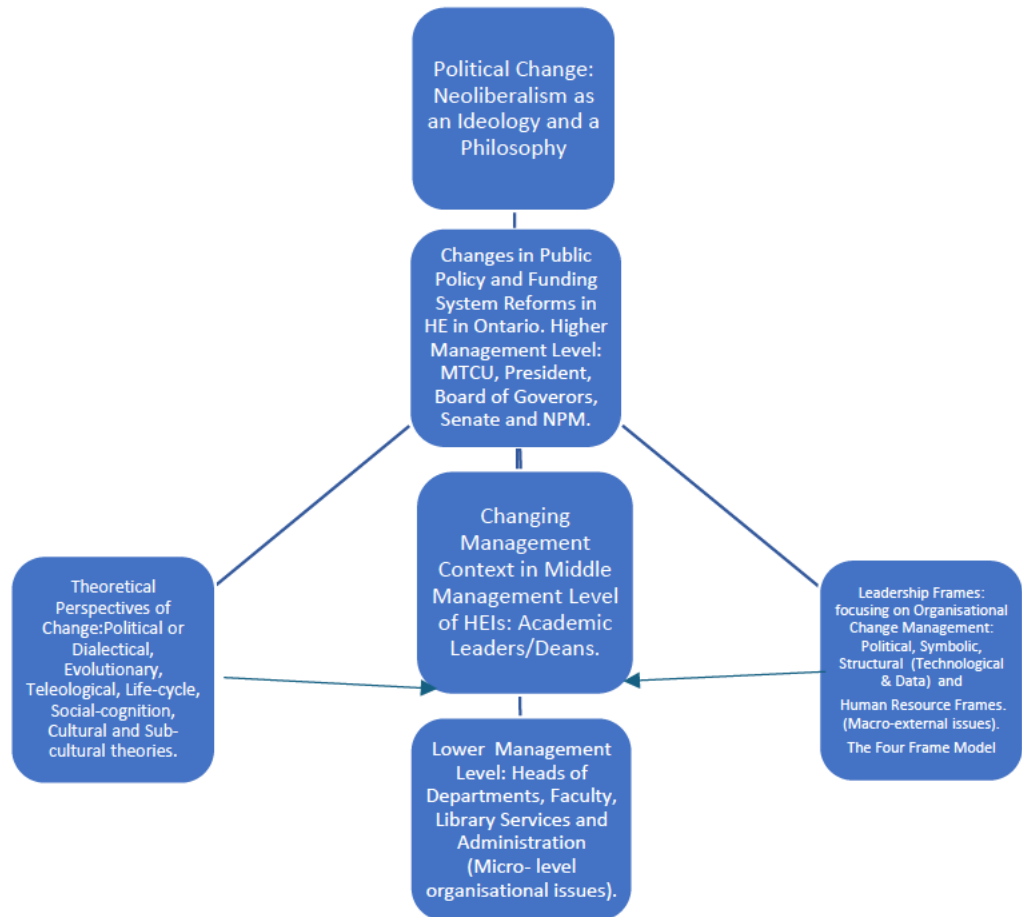 Political Change:
Neoliberalism as
an Ideology and a
Philosophy
Changes in Public
Policy and Funding
System Reforms in
HE in Ontario. Higher
Management Level:
MTCU, President,
Board of Goverors,
Senate and NPM.
Changing
Management
Context in Middle
Management Level
of HEIs: Academic
Leaders/Deans.
Theoretical
Perspectives of
Change:Political or
Dialectical,
Evolutionary,
Teleological, Life-cycle,
Social-cognition,
Cultural and Sub-
cultural theories.
Leadership Frames:
focusing on Organisational
Change Management:
Political, Symbolic,
Structural (Technological
& Data) and
Human Resource Frames.
(Macro-external issues).
The Four Frame Model
Lower Management
Level: Heads of
Departments, Faculty,
Library Services and
Administration
(Micro- level
organisational issues).